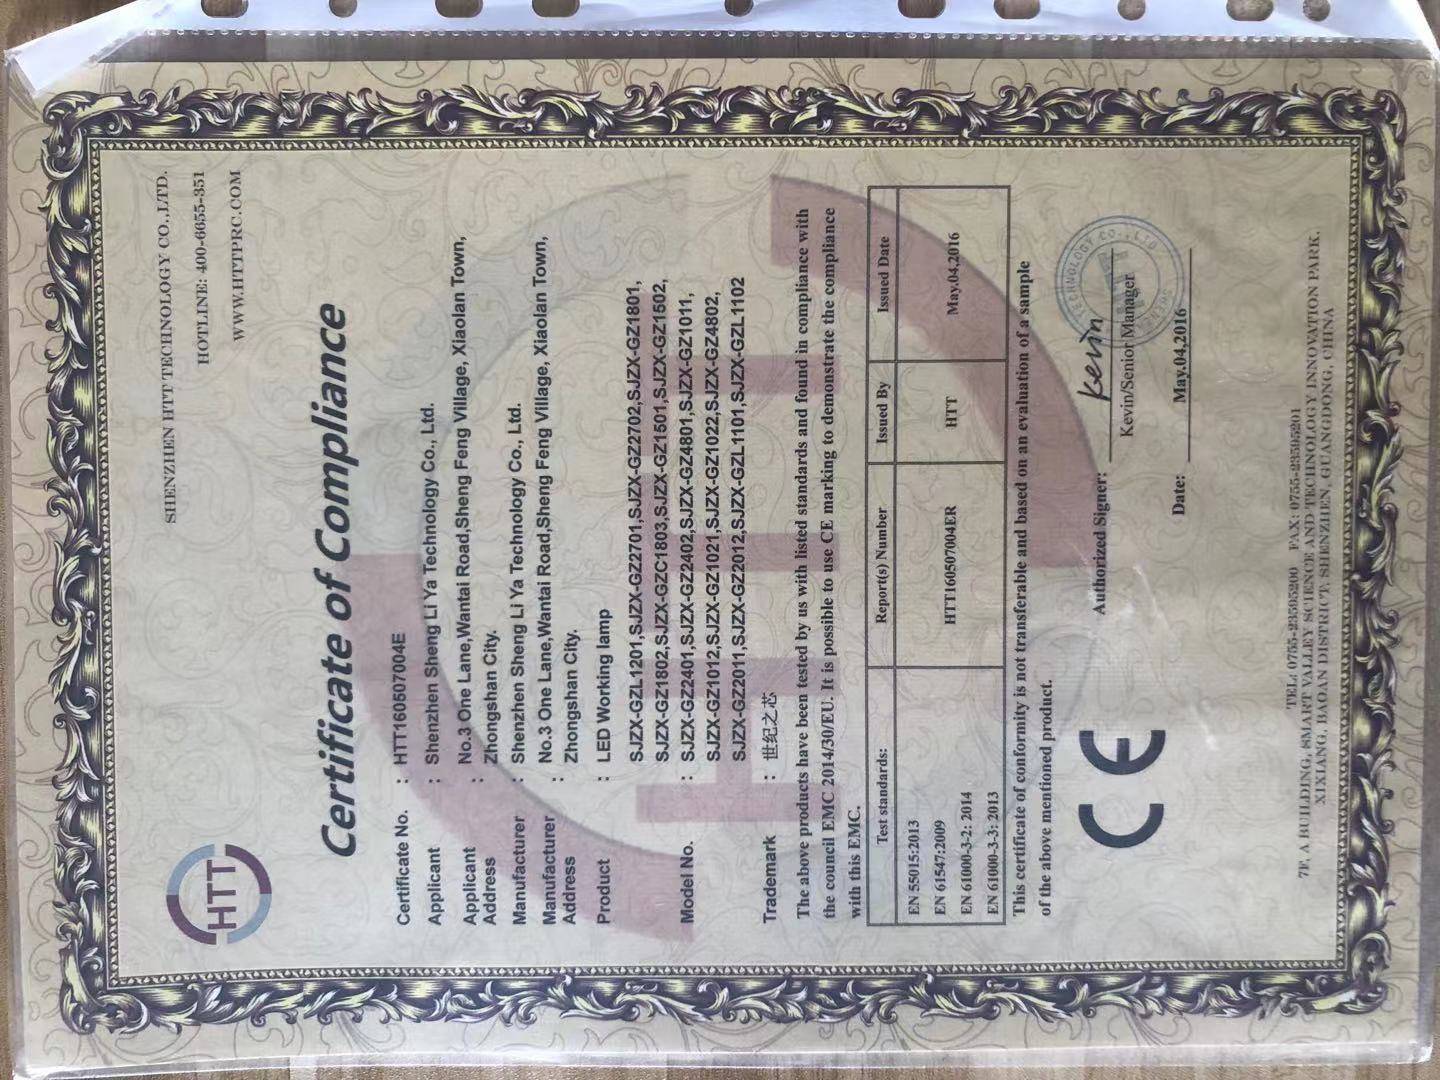 HTT
SHENZHEN HTT TECHNOLOGY CO.,LTD.
HOTLINE: 400-6655-351
WWW.HTTPRC.COM
Certificate of Compliance
Certificate No. : HTT160507004E
Applicant : Shenzhen Sheng Li Ya Technology Co., Ltd.
Applicant Address : No.3 One Lane,Wantai Road,Sheng Feng Village, Xiaolan Town,
Zhongshan City.
Manufacturer : Shenzhen Sheng Li Ya Technology Co., Ltd.
Manufacturer Address : No.3 One Lane,Wantai Road,Sheng Feng Village, Xiaolan Town,
Zhongshan City.
Product : LED Working lamp
SJZX-GZL1201,SJZX-GZ2701,SJZX-GZ2702,SJZX-GZ1801,
SJZX-GZ1802,SJZX-GZC1803,SJZX-GZ1501,SJZX-GZ1502,
Model No. : SJZX-GZ2401,SJZX-GZ2402,SJZX-GZ4801,SJZX-GZ1011,
SJZX-GZ1012,SJZX-GZ1021,SJZX-GZ1022,SJZX-GZ4802,
SJZX-GZ2011,SJZX-GZ2012,SJZX-GZL1101,SJZX-GZL1102
Trademark : 世纪之芯
The above products have been tested by us with listed standards and found in compliance with
the council EMC 2014/30/EU. It is possible to use CE marking to demonstrate the compliance
with this EMC.
Test standards: Report(s) Number Issued By Issued Date
EN 55015:2013
EN 61547:2009
EN 61000-3-2: 2014
EN 61000-3-3: 2013
HTT160507004ER HTT May.04,2016
This certificate of conformity is not transferable and based on an evaluation of a sample
of the above mentioned product.
CE
Authorized Signer: Kevin
Kevin/Senior Manager
Date: May.04,2016
TECHNOLOGY CO.,LTD
TEL: 0755-23595200 FAX: 0755-23595201
7F, A BUILDING, SMART VALLEY SCIENCE AND TECHNOLOGY INNOVATION PARK,
XIXIANG, BAOAN DISTRICT, SHENZHEN, GUANGDONG, CHINA